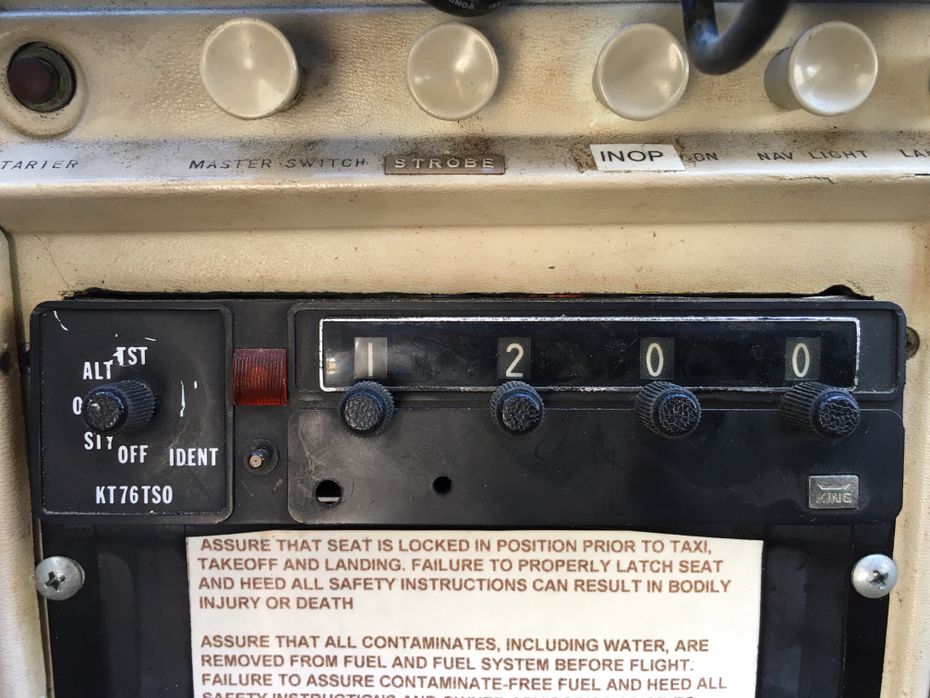 MASTER SWITCH
STROBE
INOP ON
NAV LIGHT
TST
ALT
OFF
IDENT
KT76TSO
1 2 0 0
KING
ASSURE THAT SEAT IS LOCKED IN POSITION PRIOR TO TAXI,
TAKEOFF AND LANDING. FAILURE TO PROPERLY LATCH SEAT
AND HEED ALL SAFETY INSTRUCTIONS CAN RESULT IN BODILY
INJURY OR DEATH
ASSURE THAT ALL CONTAMINATES, INCLUDING WATER, ARE
REMOVED FROM FUEL AND FUEL SYSTEM BEFORE FLIGHT.
FAILURE TO ASSURE CONTAMINATE-FREE FUEL AND HEED ALL
SAFETY INSTRUCTIONS AND